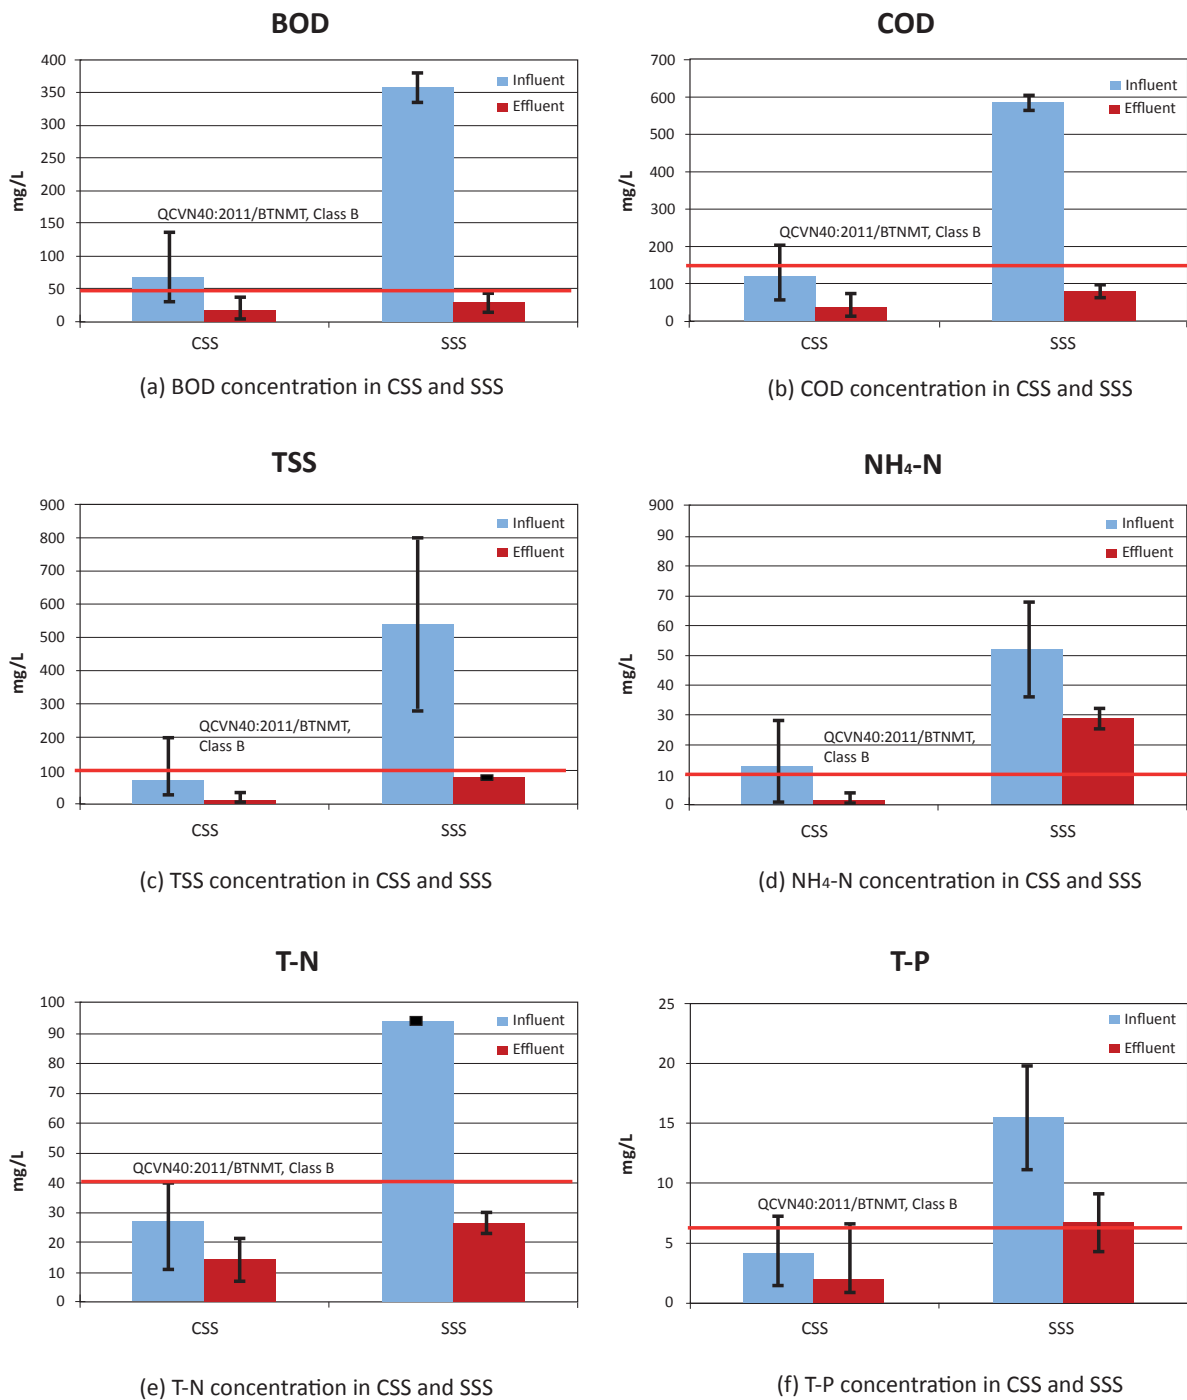 BOD
400
350
300
250
200
150
100
50
0
mg/L
Influent
Effluent
QCVN40:2011/BTNMT, Class B
CSS
SSS
(a) BOD concentration in CSS and SSS
COD
700
600
500
400
300
200
100
0
mg/L
Influent
Effluent
QCVN40:2011/BTNMT, Class B
CSS
SSS
(b) COD concentration in CSS and SSS
TSS
900
800
700
600
500
400
300
200
100
0
mg/L
Influent
Effluent
QCVN40:2011/BTNMT,
Class B
CSS
SSS
(c) TSS concentration in CSS and SSS
NH₄-N
900
90
80
70
60
50
40
30
20
10
0
mg/L
Influent
Effluent
QCVN40:2011/BTNMT,
Class B
CSS
SSS
(d) NH₄-N concentration in CSS and SSS
T-N
100
90
80
70
60
50
40
30
20
10
0
mg/L
Influent
Effluent
QCVN40:2011/BTNMT, Class B
CSS
SSS
(e) T-N concentration in CSS and SSS
T-P
25
20
15
10
5
0
mg/L
Influent
Effluent
QCVN40:2011/BTNMT, Class B
CSS
SSS
(f) T-P concentration in CSS and SSS